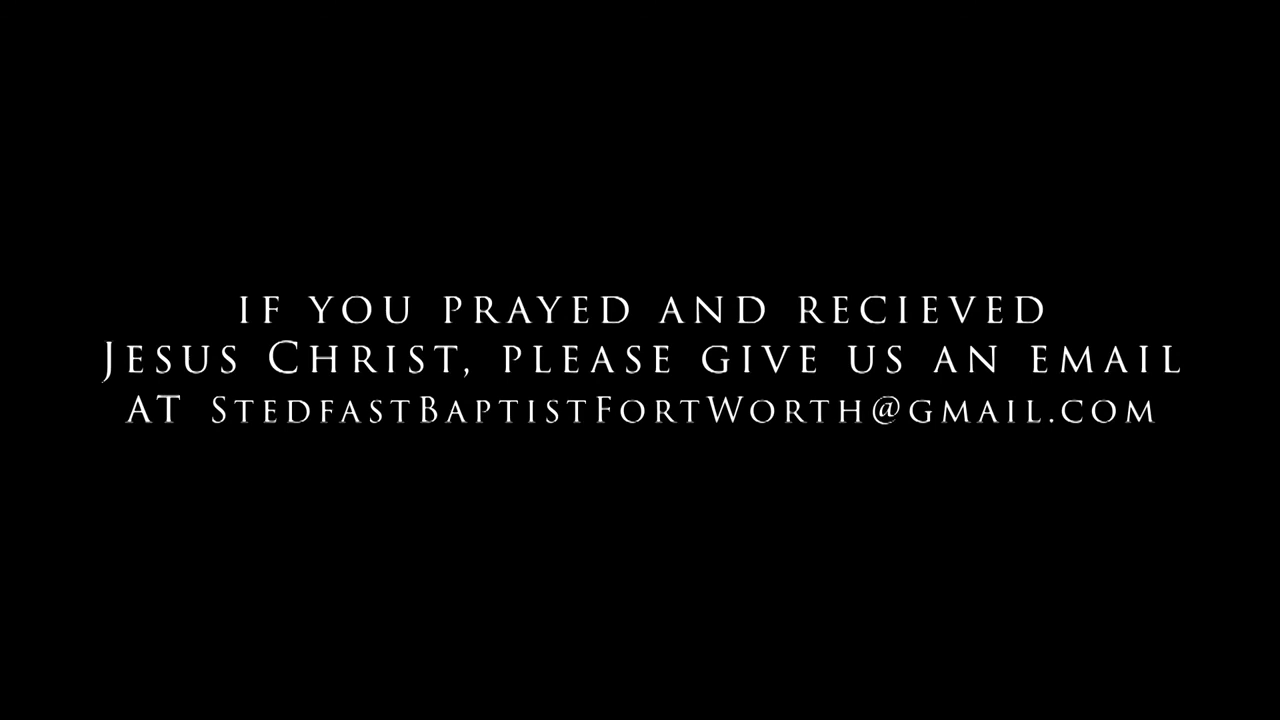 IF YOU PRAYED AND RECIEVED
JESUS CHRIST, PLEASE GIVE US AN EMAIL
AT STEDFASTBAPTISTFORTWORTH@GMAIL.COM